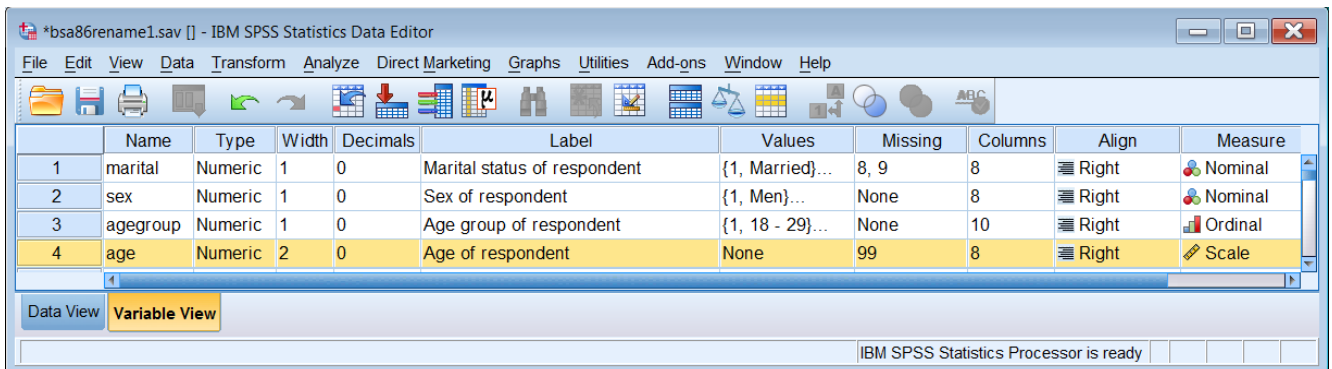 *bsa86rename1.sav [] - IBM SPSS Statistics Data Editor
File Edit View Data Transform Analyze Direct Marketing Graphs Utilities Add-ons Window Help
Name Type Width Decimals Label Values Missing Columns Align Measure
1 marital Numeric 1 0 Marital status of respondent {1, Married}... 8, 9 8 Right Nominal
2 sex Numeric 1 0 Sex of respondent {1, Men}... None 8 Right Nominal
3 agegroup Numeric 1 0 Age group of respondent {1, 18 - 29}... None 10 Right Ordinal
4 age Numeric 2 0 Age of respondent None 99 8 Right Scale
Data View Variable View
IBM SPSS Statistics Processor is ready